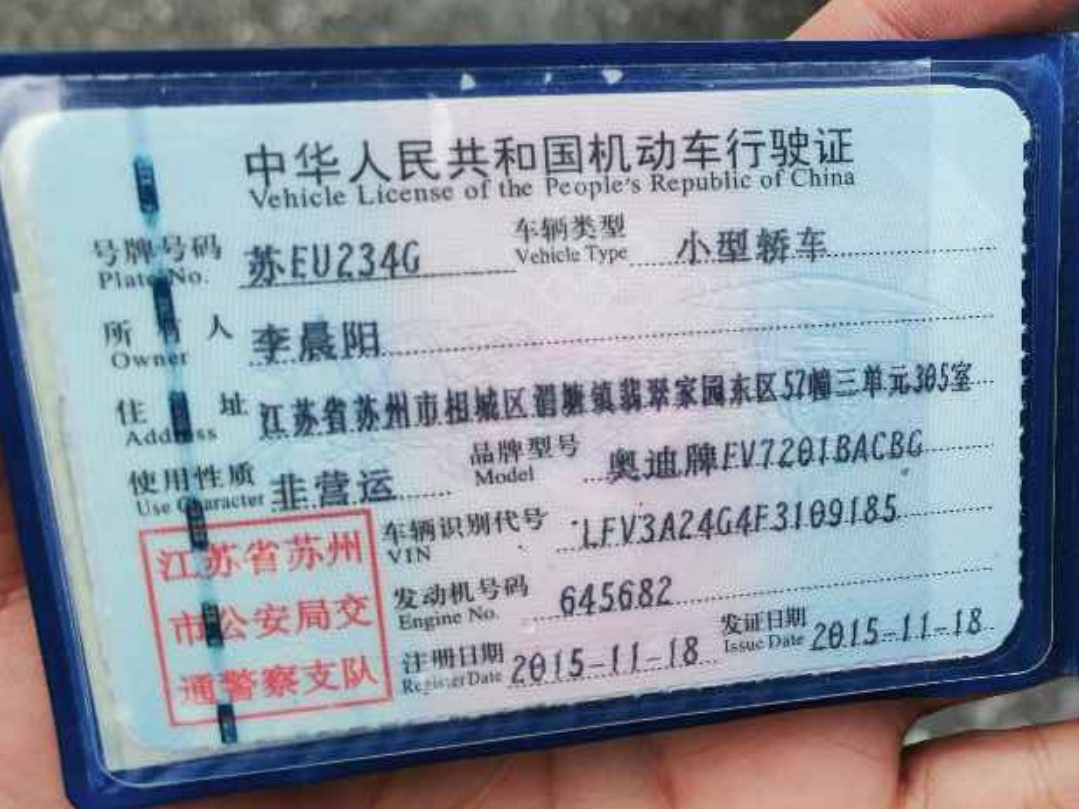 中华人民共和国机动车行驶证
Vehicle License of the People's Republic of China
号牌号码 苏EU234G 车辆类型 小型轿车
Plate No. Vehicle Type
所有人 李晨阳
Owner
住址 江苏省苏州市相城区渭塘镇翡翠家园东区57幢三单元305室
Address
使用性质 非营运 品牌型号 奥迪牌FV7201BACBG
Use Character Model
江苏省苏州 车辆识别代号 LFV3A24G4F3109185
VIN
市公安局交 发动机号码 645682
Engine No.
通警察支队 注册日期 2015-11-18 发证日期 2015-11-18
Register Date Issue Date